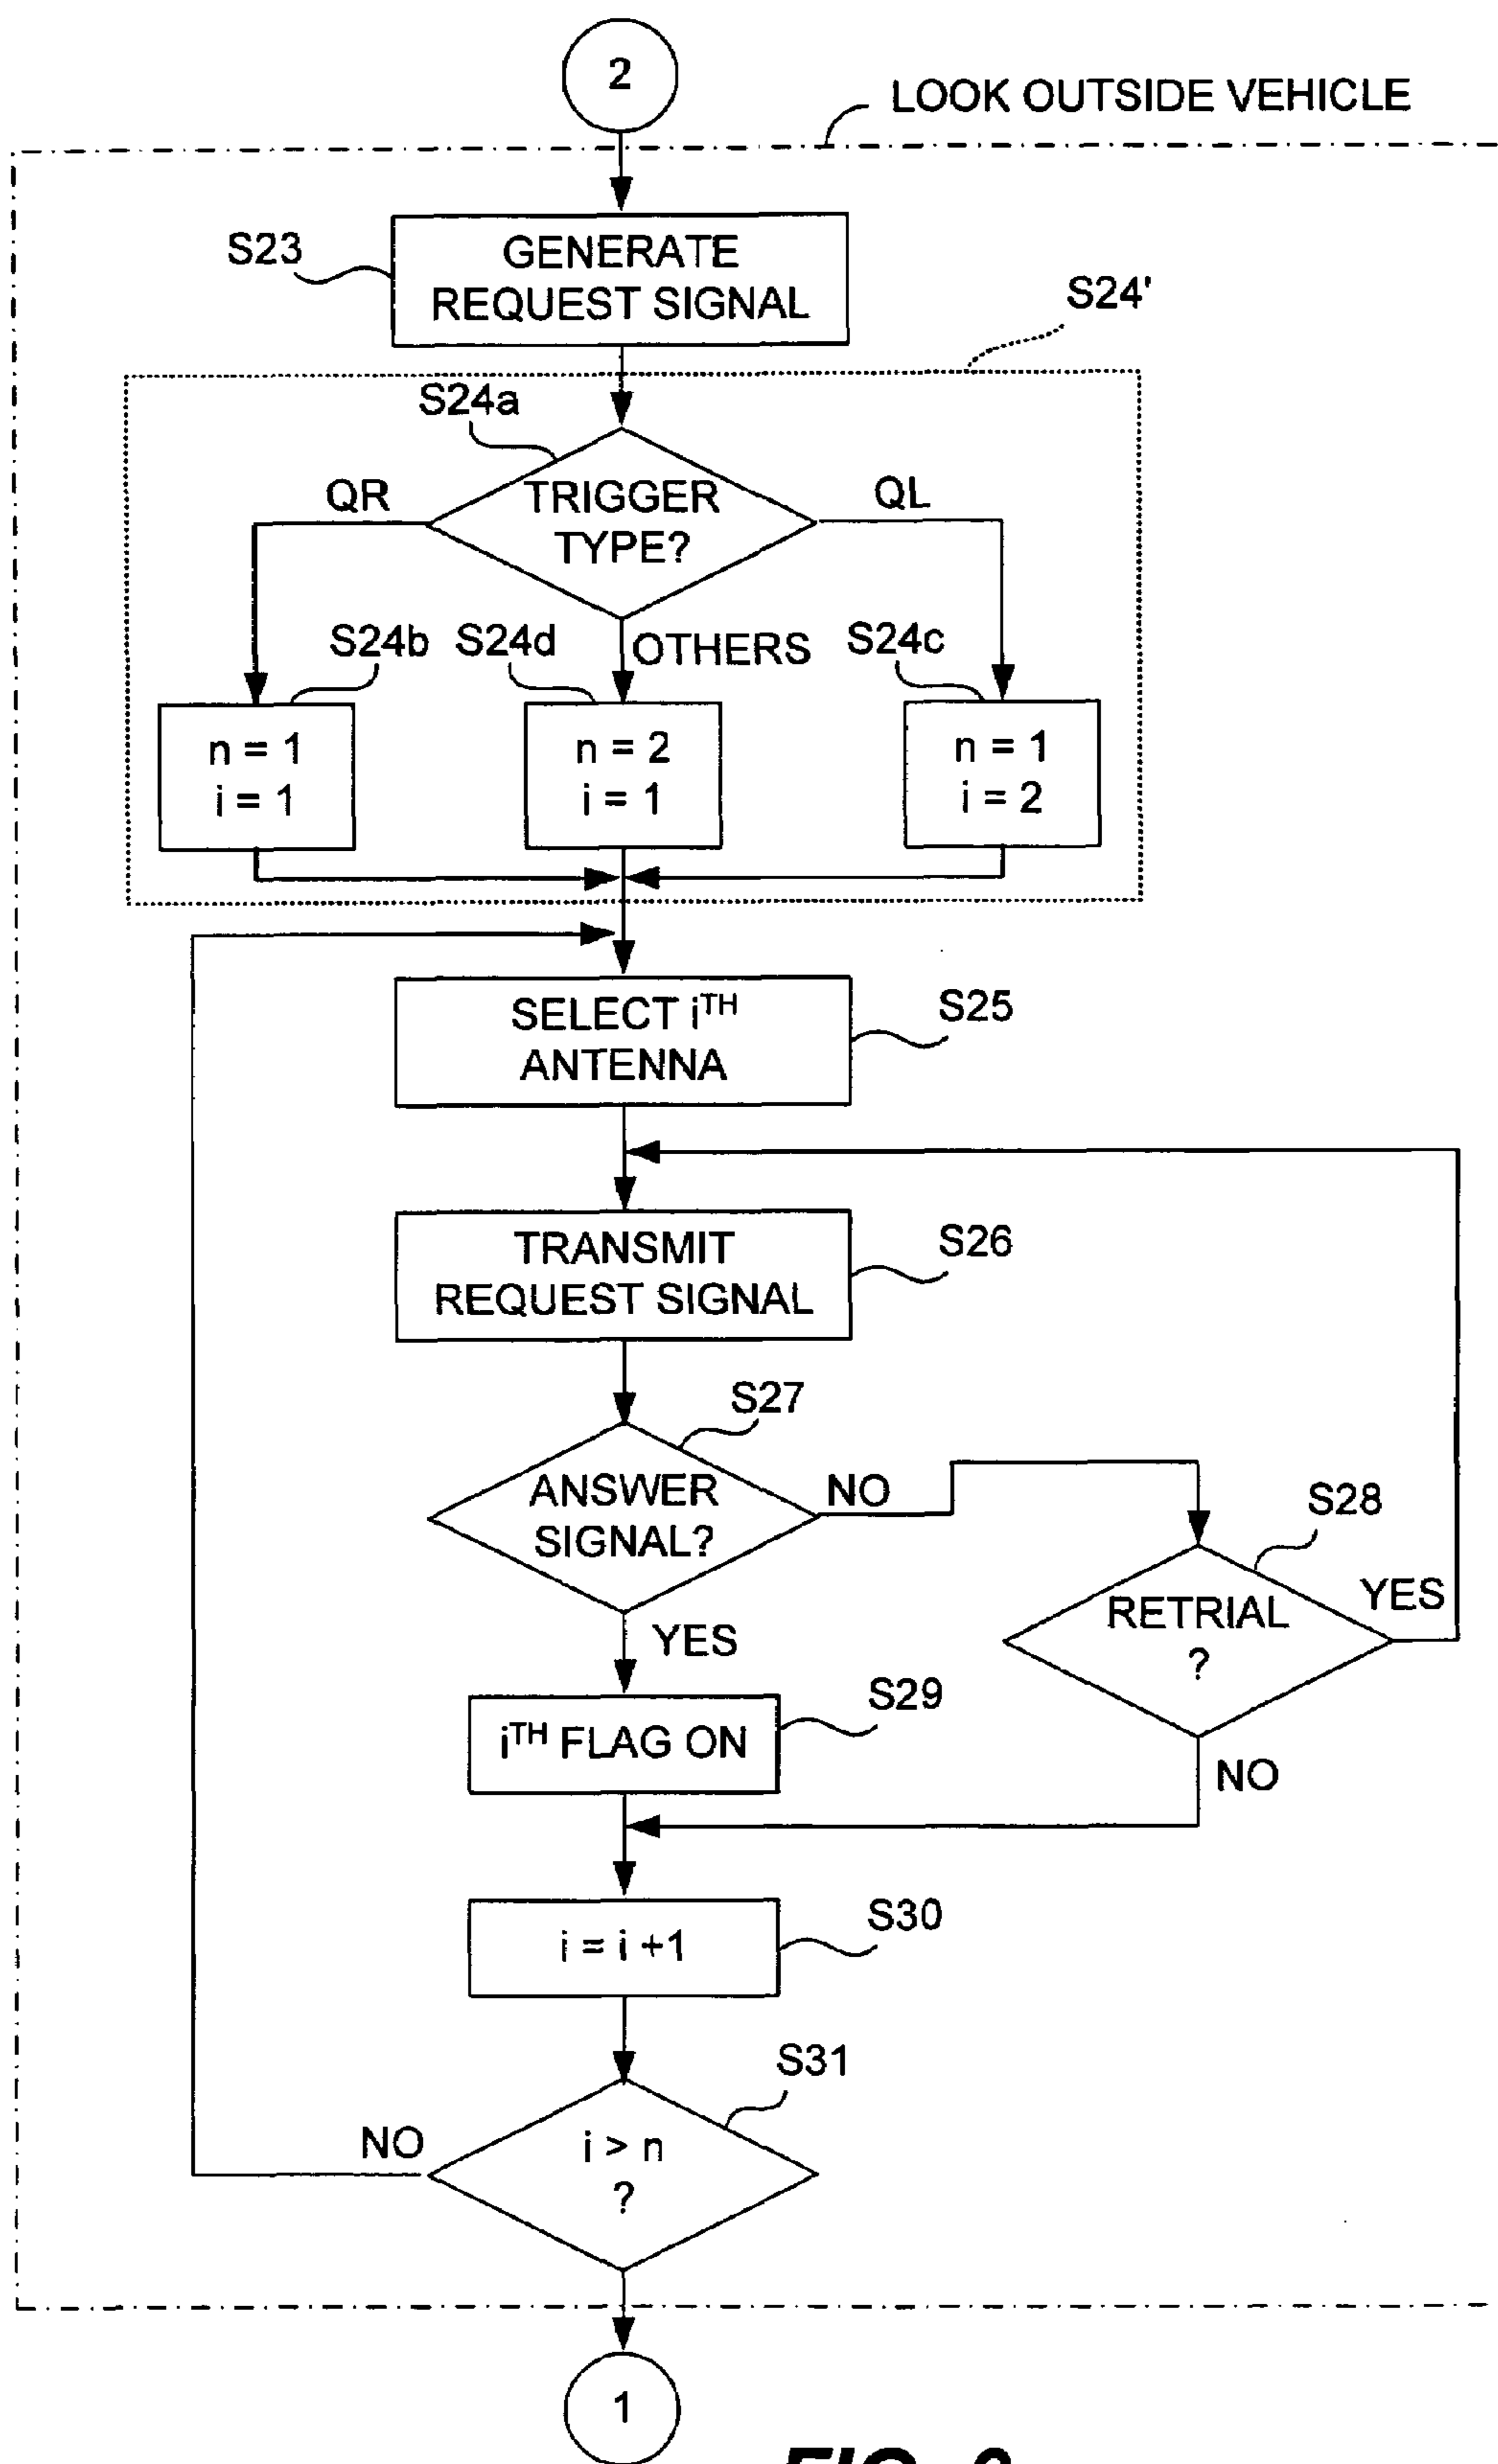 2
LOOK OUTSIDE VEHICLE
S23
GENERATE
REQUEST SIGNAL
S24'
S24a
QR
TRIGGER
TYPE?
QL
S24b
S24d
OTHERS
S24c
n = 1
i = 1
n = 2
i = 1
n = 1
i = 2
SELECT iTH
ANTENNA
S25
TRANSMIT
REQUEST SIGNAL
S26
S27
ANSWER
SIGNAL?
NO
S28
RETRIAL
?
YES
YES
S29
iTH FLAG ON
NO
S30
i = i +1
S31
NO
i > n
?
1